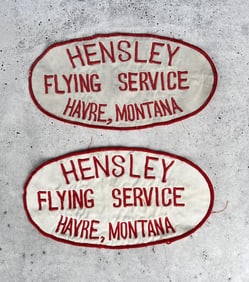 HENSLEY
FLYING SERVICE
HAVRE, MONTANA
HENSLEY
FLYING SERVICE
HAVRE, MONTANA